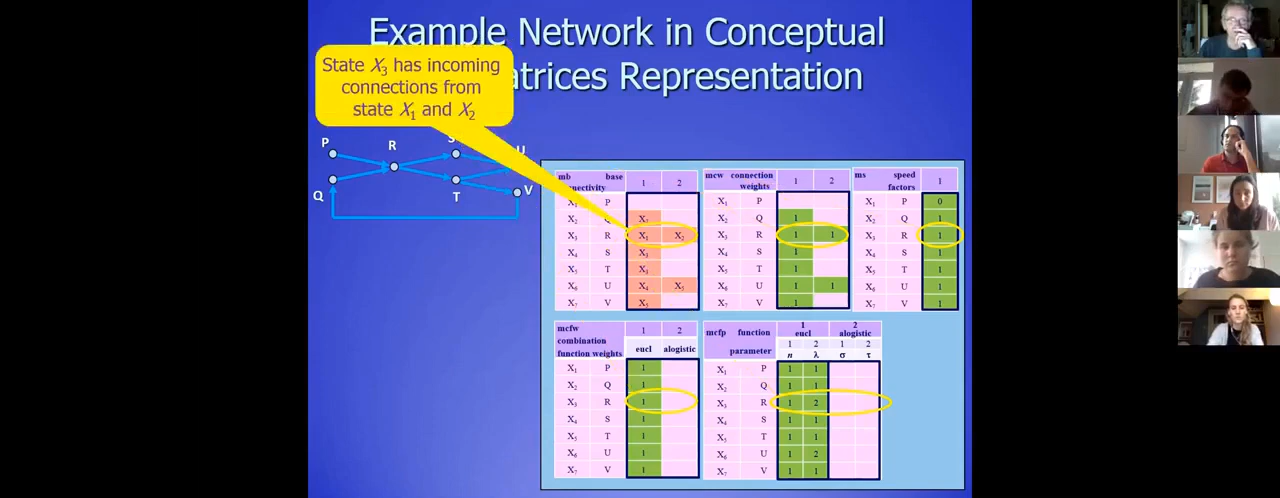 Example Network in Conceptual
atrices Representation
State X₃ has incoming
connections from
state X₁ and X₂
P
R
S
U
Q
T
V
mb base 1 2
onnectivity
X₁ P
X₂ Q X₇
X₃ R X₁ X₂
X₄ S X₃
X₅ T X₃
X₆ U X₄ X₅
X₇ V X₅
mcw connection 1 2
weights
X₁ P
X₂ Q 1
X₃ R 1 1
X₄ S 1
X₅ T 1
X₆ U 1 1
X₇ V 1
ms speed 1
factors
X₁ P 0
X₂ Q 1
X₃ R 1
X₄ S 1
X₅ T 1
X₆ U 1
X₇ V 1
mcfw 1 2
combination
function weights eucl alogistic
X₁ P 1
X₂ Q 1
X₃ R 1
X₄ S 1
X₅ T 1
X₆ U 1
X₇ V 1
mcfp function 1 2
eucl alogistic
parameter 1 2 1 2
n λ σ τ
X₁ P 1 1
X₂ Q 1 1
X₃ R 1 2
X₄ S 1 1
X₅ T 1 1
X₆ U 1 2
X₇ V 1 1